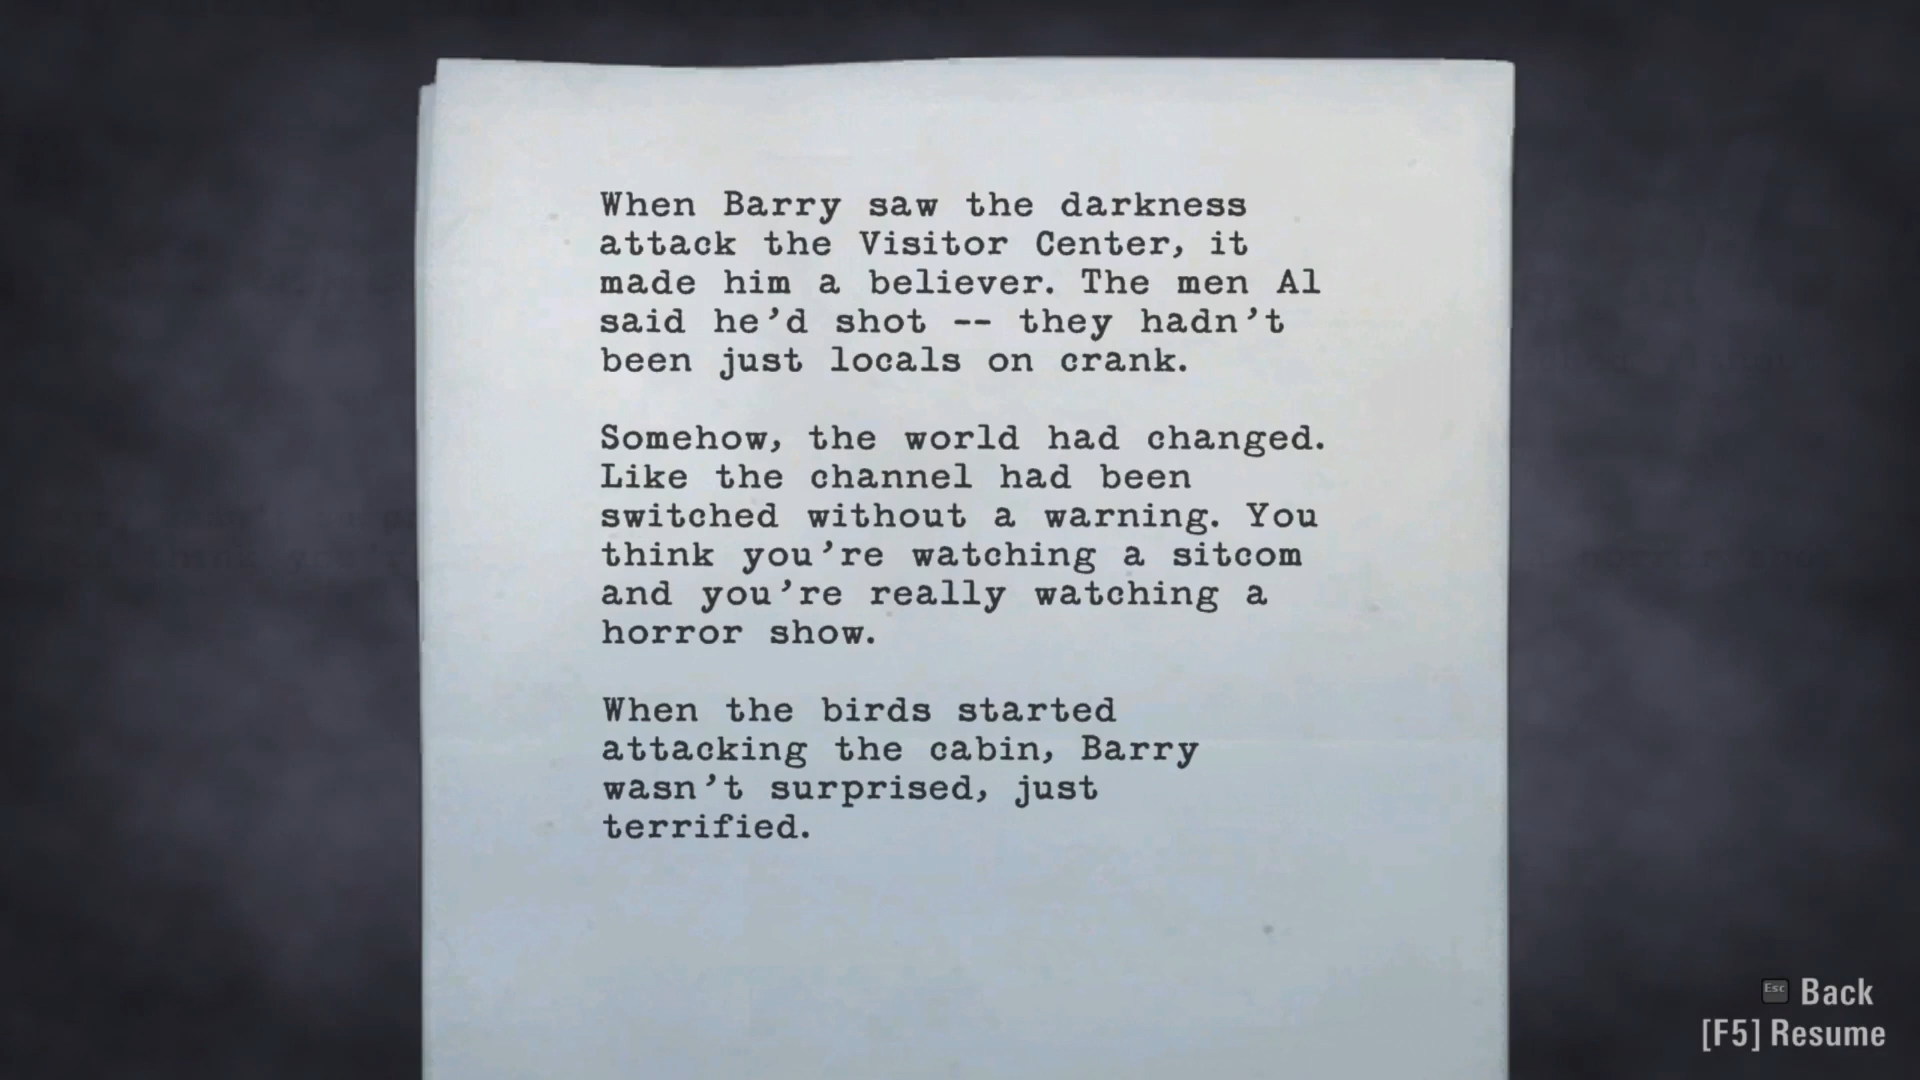 When Barry saw the darkness
attack the Visitor Center, it
made him a believer. The men Al
said he’d shot -- they hadn’t
been just locals on crank.
Somehow, the world had changed.
Like the channel had been
switched without a warning. You
think you’re watching a sitcom
and you’re really watching a
horror show.
When the birds started
attacking the cabin, Barry
wasn’t surprised, just
terrified.
Esc Back
[F5] Resume